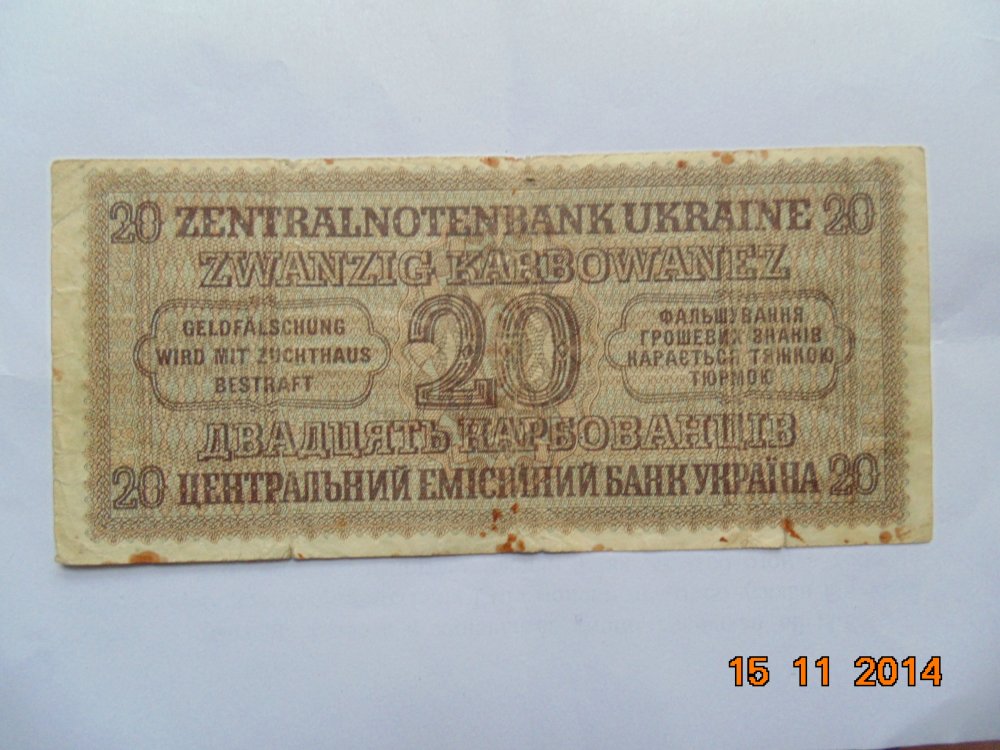 20 ZENTRALNOTENBANK UKRAINE 20
ZWANZIG KARBOWANEZ
GELDFÄLSCHUNG
WIRD MIT ZUCHTHAUS
BESTRAFT
20
ФАЛЬШУВАННЯ
ГРОШЕВИХ ЗНАКІВ
КАРАЄТЬСЯ ТЯЖКОЮ
ТЮРМОЮ
ДВАДЦЯТЬ КАРБОВАНЦІВ
20 ЦЕНТРАЛЬНИЙ ЕМІСІЙНИЙ БАНК УКРАЇНА 20
15 11 2014